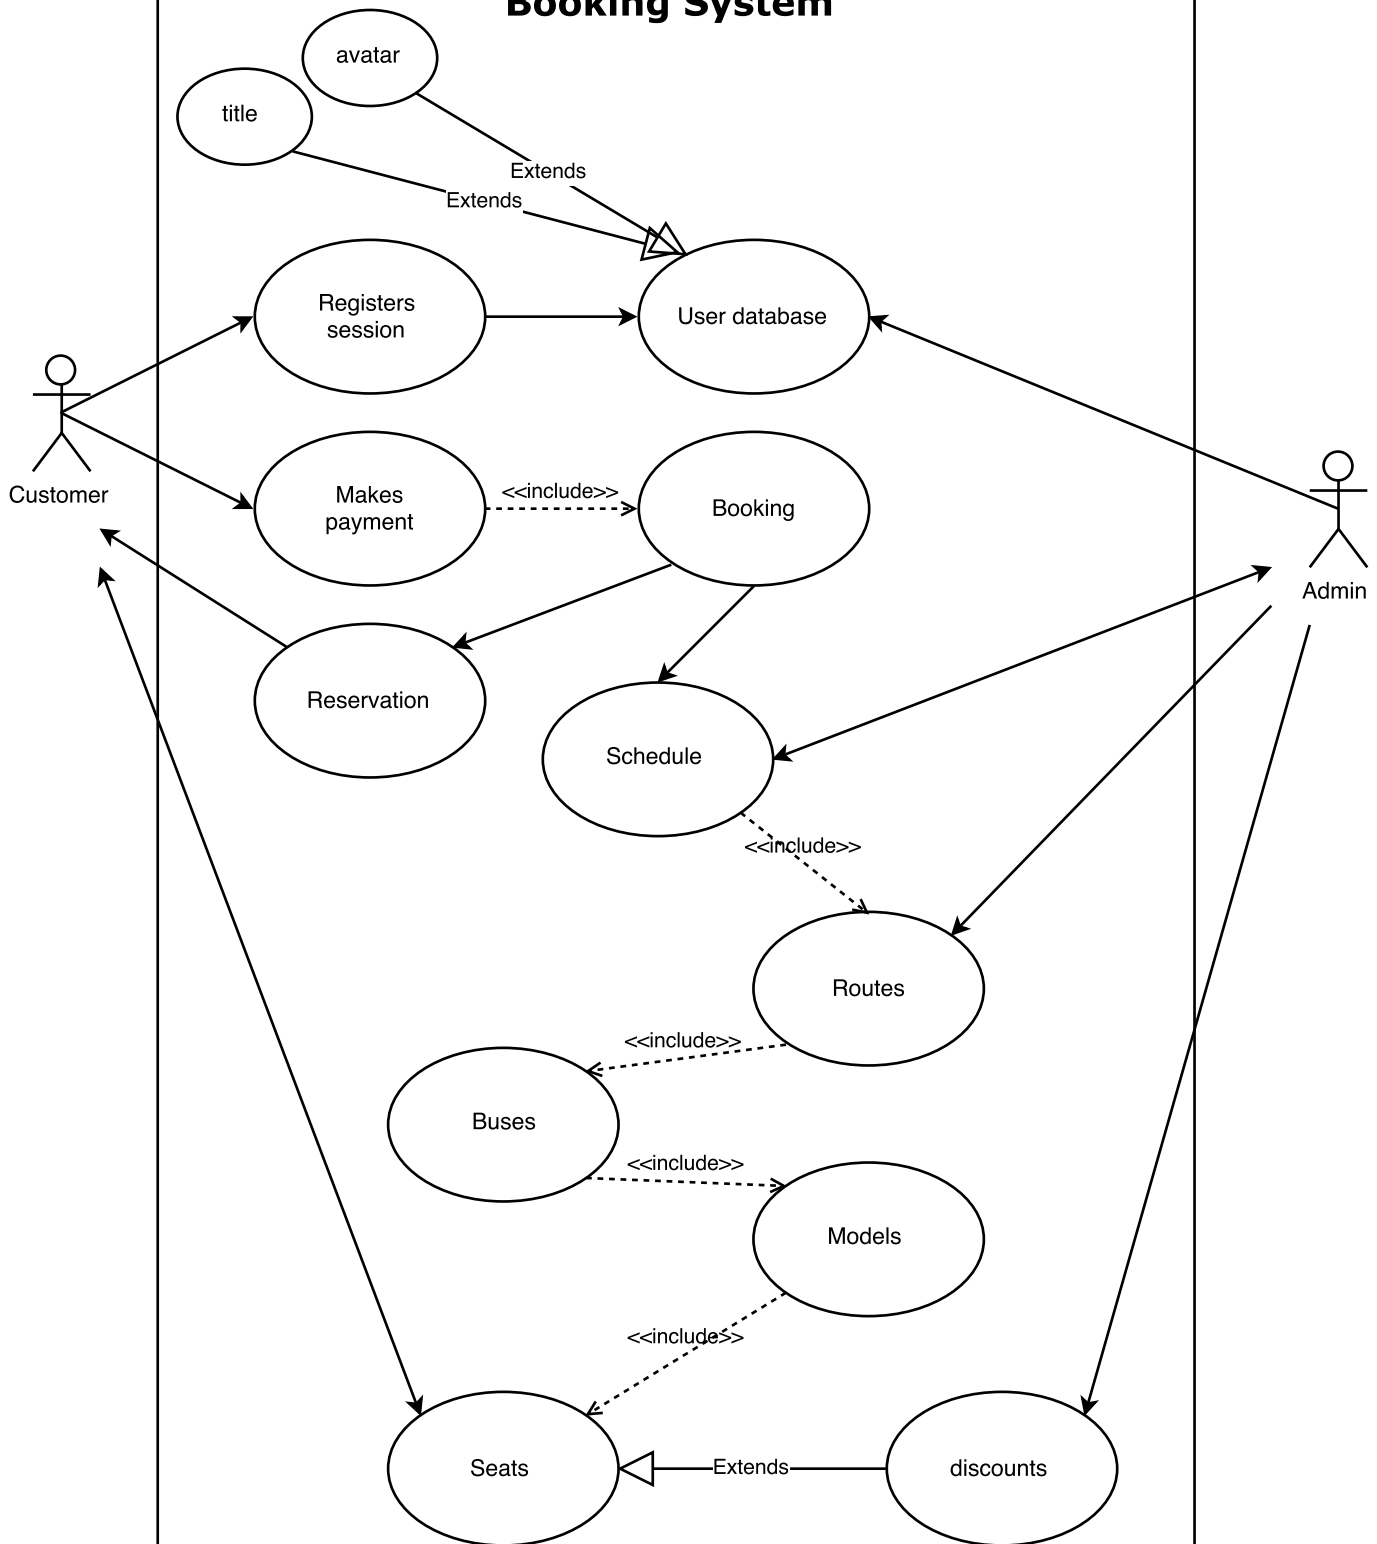 Booking System
avatar
title
Extends
Extends
Registers
session
User database
Customer
Makes
payment
<<include>>
Booking
Admin
Reservation
Schedule
<<include>>
Routes
<<include>>
Buses
<<include>>
Models
<<include>>
Seats
Extends
discounts